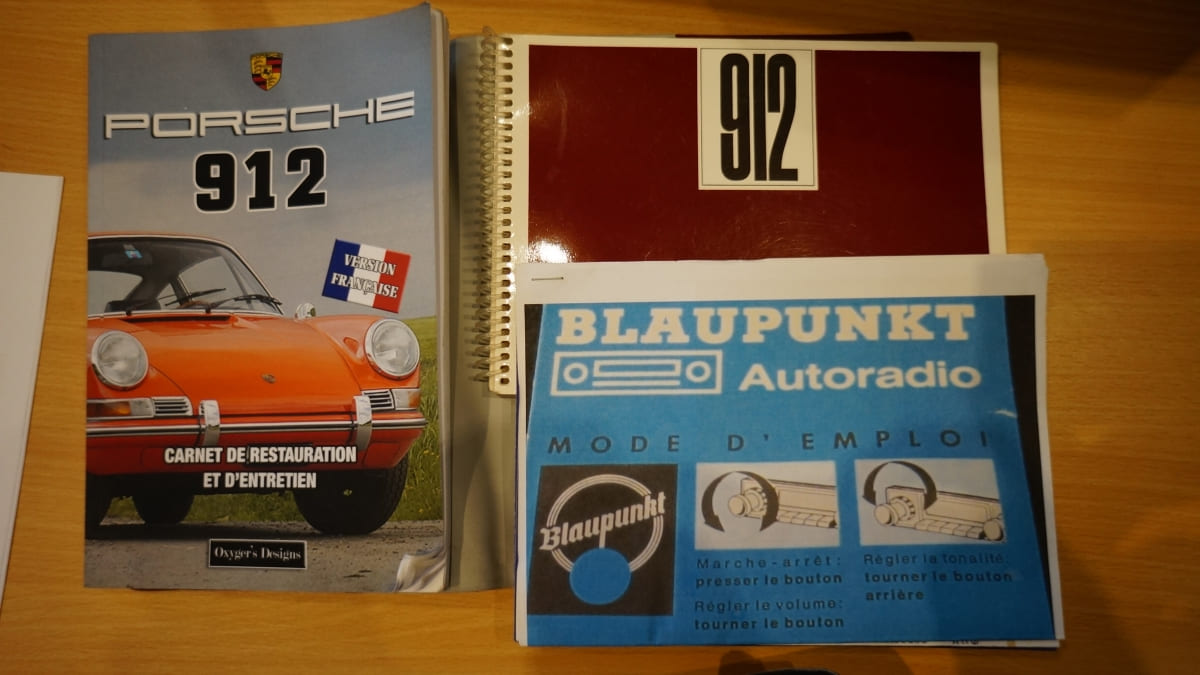 PORSCHE
912
VERSION
FRANÇAISE
CARNET DE RESTAURATION
ET D'ENTRETIEN
Oxyger's Designs
912
BLAUPUNKT
Autoradio
MODE D'EMPLOI
Blaupunkt
Marche-arrêt:
presser le bouton
Régler le volume:
tourner le bouton
Régler la tonalité:
tourner le bouton
arrière